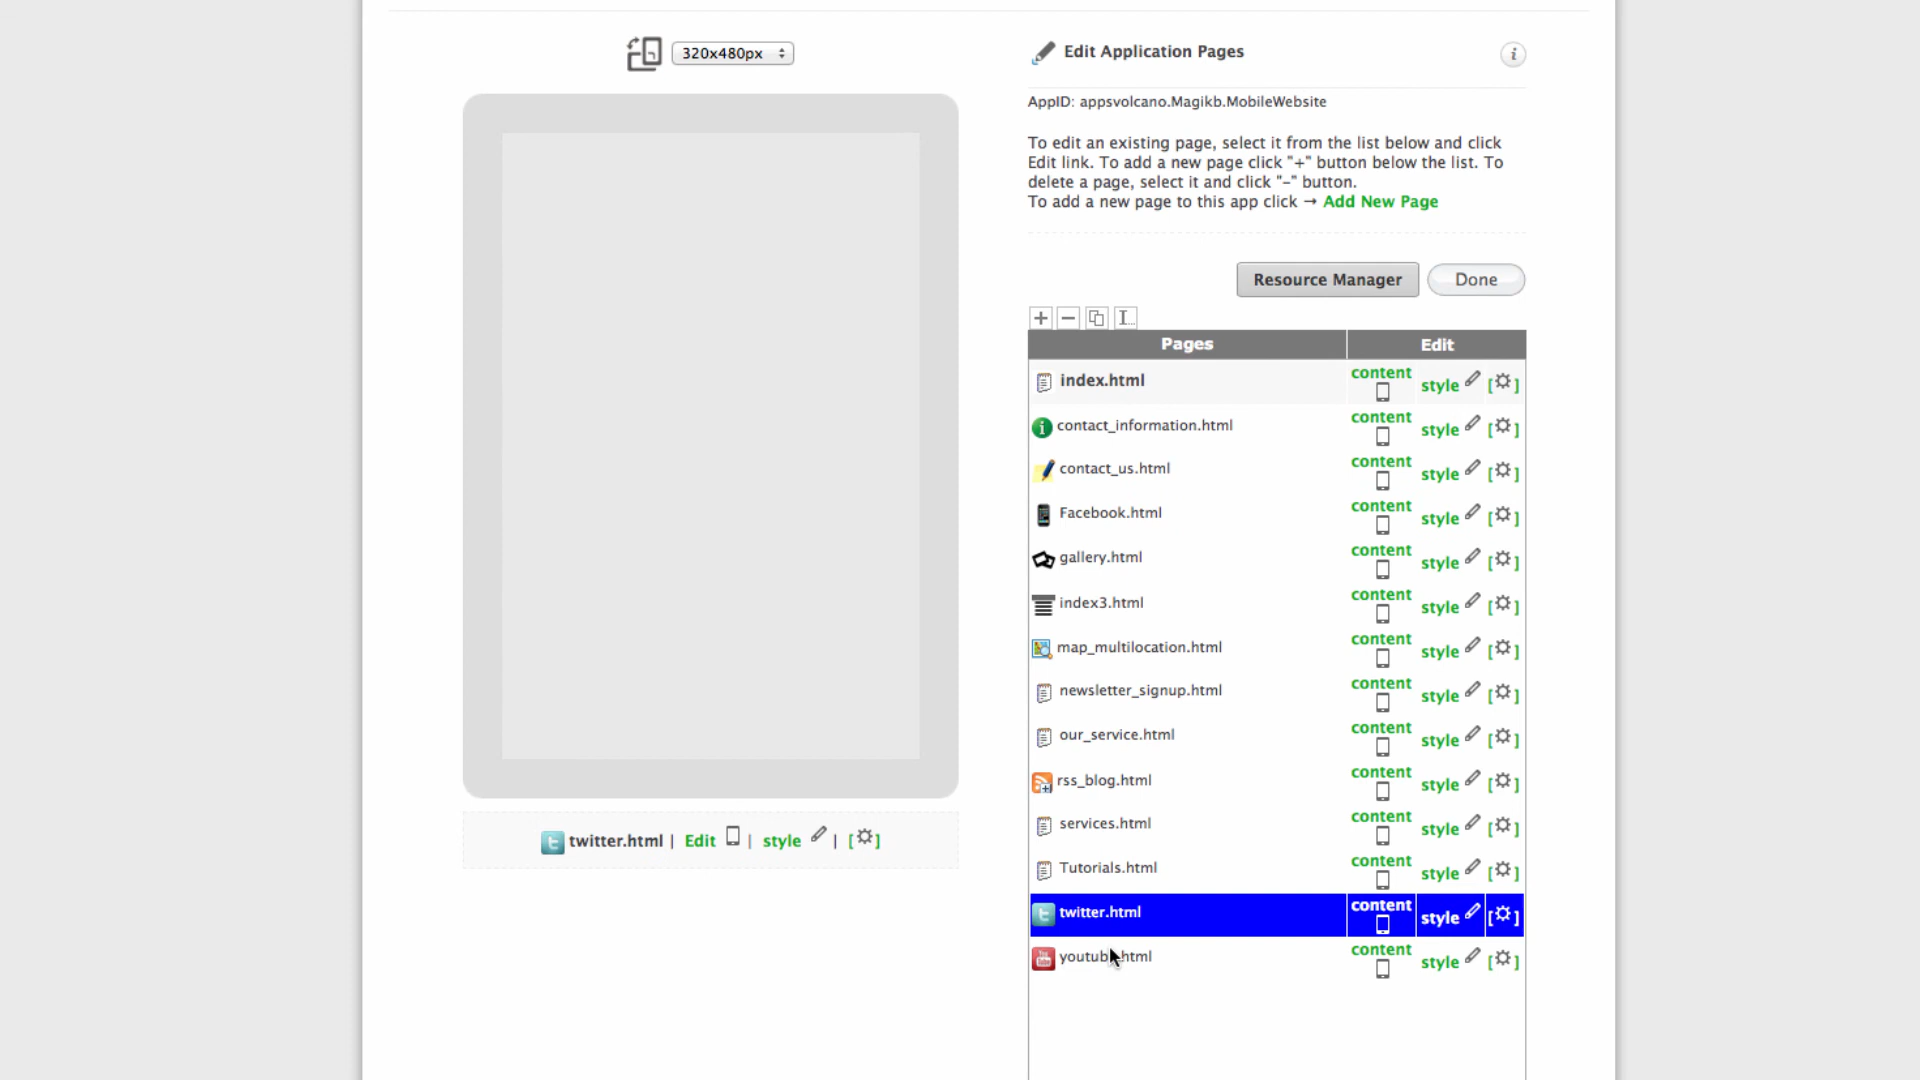 320x480px
Edit Application Pages
i
AppID: appsvolcano.Magikb.MobileWebsite
To edit an existing page, select it from the list below and click
Edit link. To add a new page click "+" button below the list. To
delete a page, select it and click "-" button.
To add a new page to this app click → Add New Page
Resource Manager Done
Pages Edit
index.html content style [ ]
contact_information.html content style [ ]
contact_us.html content style [ ]
Facebook.html content style [ ]
gallery.html content style [ ]
index3.html content style [ ]
map_multilocation.html content style [ ]
newsletter_signup.html content style [ ]
our_service.html content style [ ]
rss_blog.html content style [ ]
services.html content style [ ]
Tutorials.html content style [ ]
twitter.html content style [ ]
html content style [ ]
twitter.html | Edit | style | [ ]